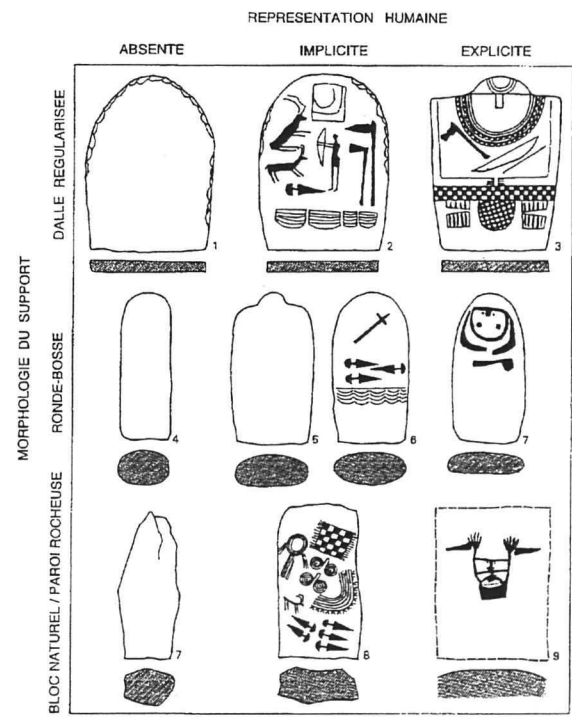 REPRESENTATION HUMAINE
ABSENTE IMPLICITE EXPLICITE
MORPHOLOGIE DU SUPPORT
DALLE REGULARISEE
1 2 3
RONDE-BOSSE
4 5 6 7
BLOC NATUREL / PAROI ROCHEUSE
7 8 9